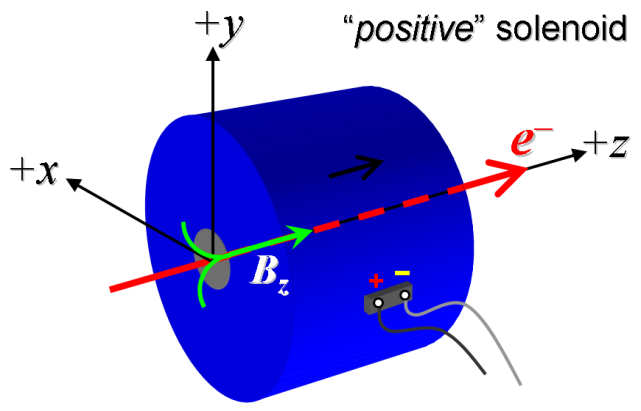 +y
“positive” solenoid
e⁻
+z
+x
B_z
+
−